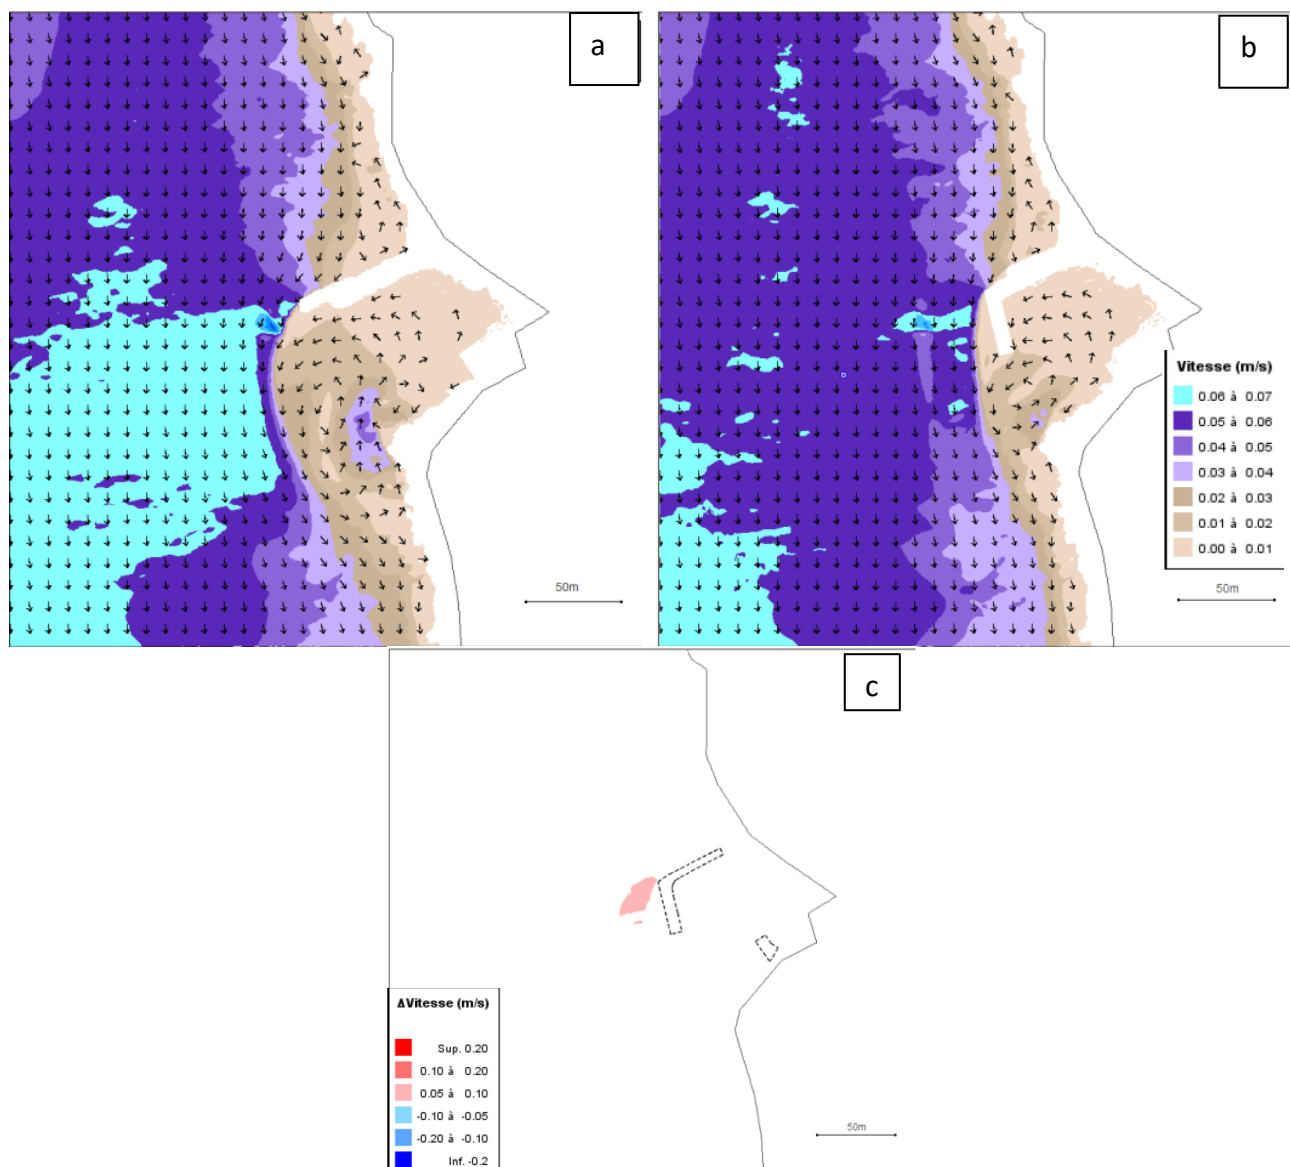 a
b
Vitesse (m/s)
0.06 à 0.07
0.05 à 0.06
0.04 à 0.05
0.03 à 0.04
0.02 à 0.03
0.01 à 0.02
0.00 à 0.01
50m
50m
c
ΔVitesse (m/s)
Sup. 0.20
0.10 à 0.20
0.05 à 0.10
-0.10 à -0.05
-0.20 à -0.10
Inf. -0.2
50m